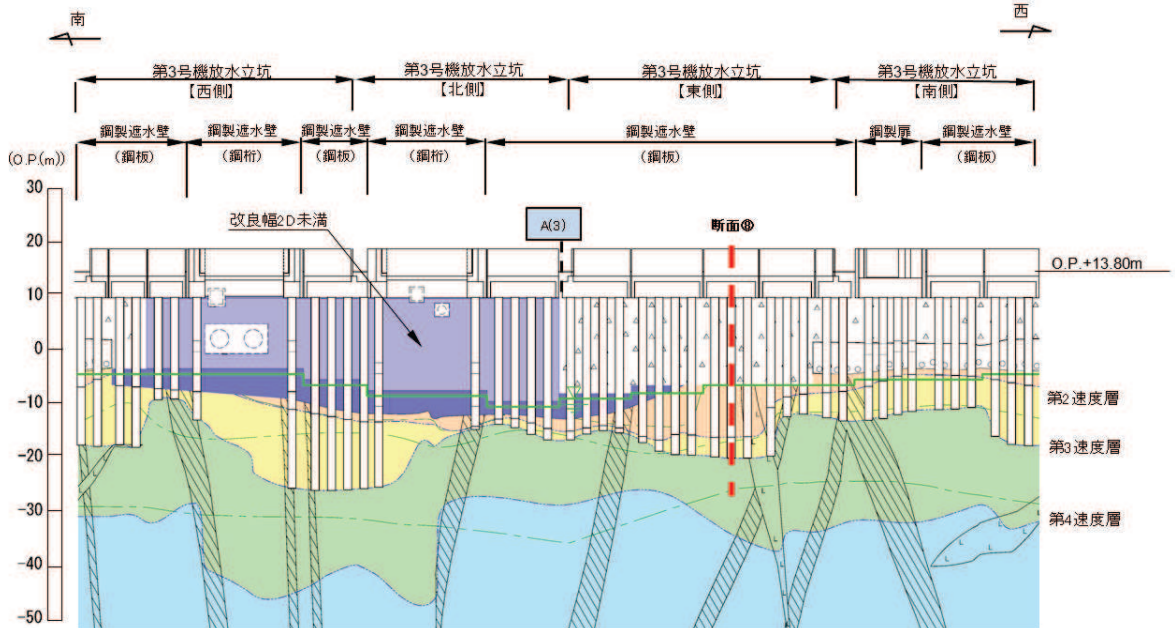 南
西
第3号機放水立坑
【西側】
第3号機放水立坑
【北側】
第3号機放水立坑
【東側】
第3号機放水立坑
【南側】
鋼製遮水壁
(鋼板)
鋼製遮水壁
(鋼桁)
鋼製遮水壁
(鋼板)
鋼製遮水壁
(鋼桁)
鋼製遮水壁
(鋼板)
鋼製扉
鋼製遮水壁
(鋼板)
(O.P.(m))
30
20
10
0
-10
-20
-30
-40
-50
改良幅2D未満
A(3)
断面⑧
O.P.+13.80m
第2速度層
第3速度層
第4速度層
L
L
L
L
L
L
L
L
L